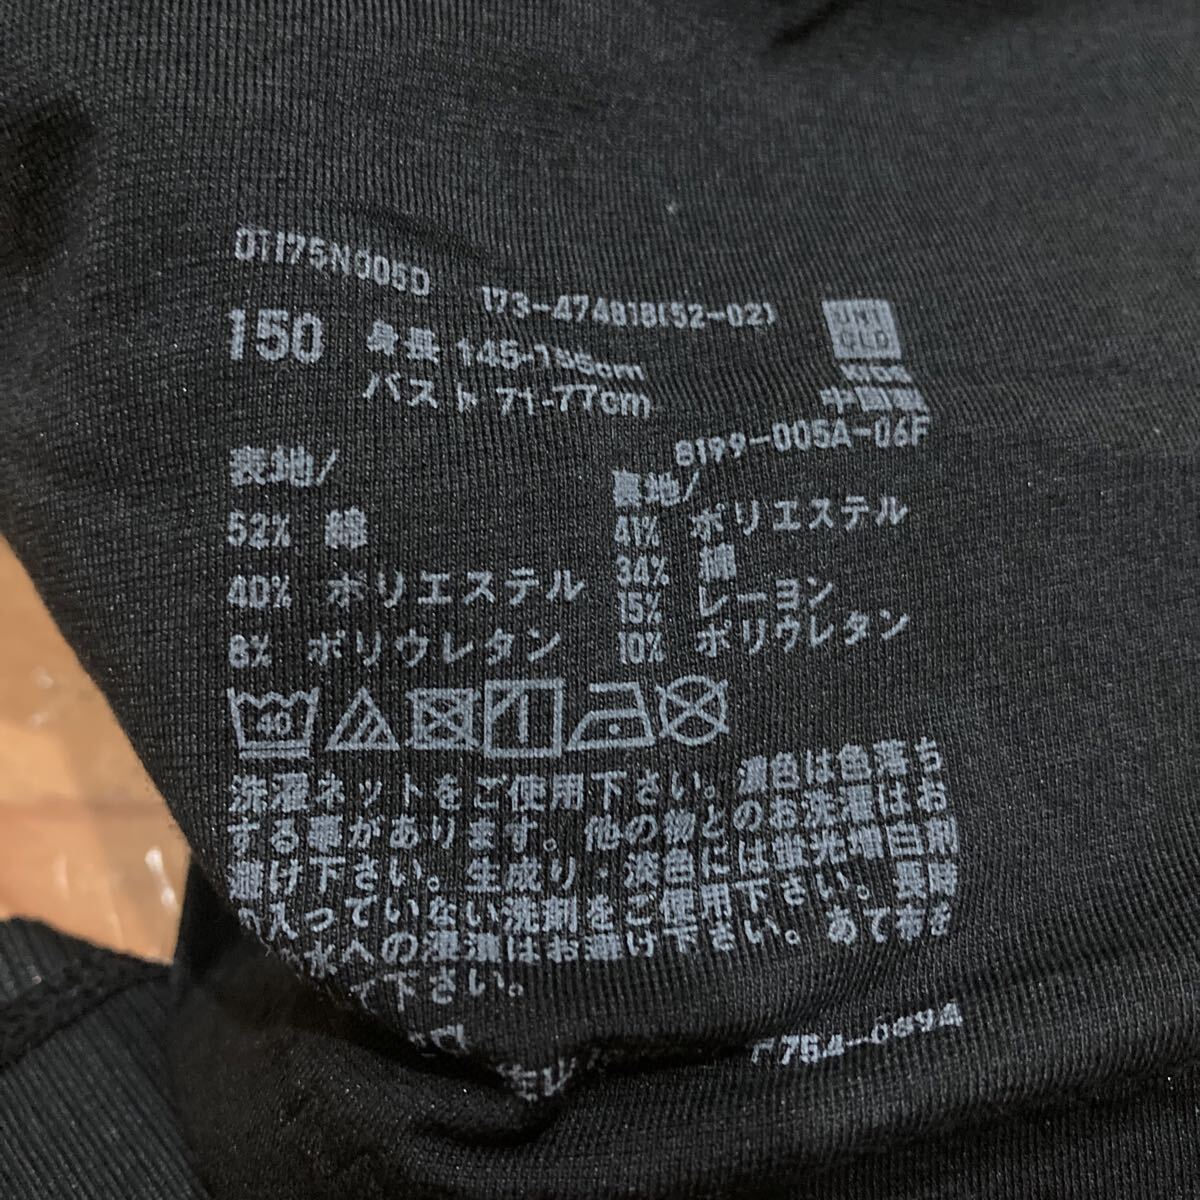 0T175N005D 173-474818(52-02)
UNI
QLO
150 身長 145-155cm
バスト 71-77cm
KIDS
中国製
8199-005A-06F
表地/
52% 綿
40% ポリエステル
8% ポリウレタン
裏地/
41% ポリエステル
34% 綿
15% レーヨン
10% ポリウレタン
40
洗濯ネットをご使用下さい。濃色は色落ち
する事があります。他の物とのお洗濯はお
避け下さい。生成り・淡色には蛍光増白剤
の入っていない洗剤をご使用下さい。長時
水への浸漬はお避け下さい。あて布を
て下さい。
754-0894